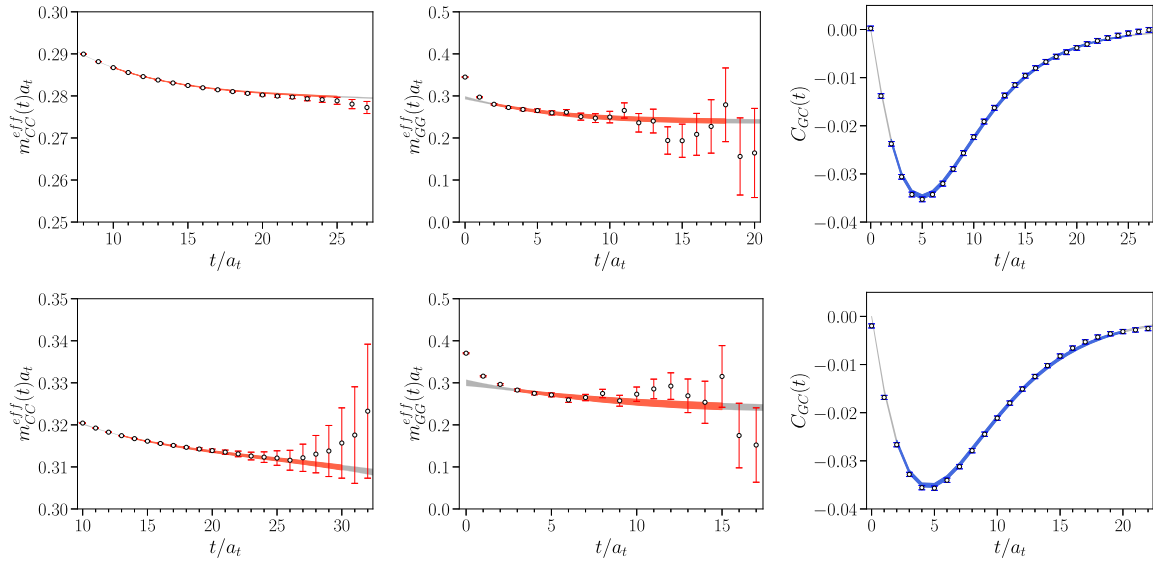 0.30
0.29
0.28
0.27
0.26
0.25
10 15 20 25
t/a_t
m^{eff}_{CC}(t)a_t
0.5
0.4
0.3
0.2
0.1
0.0
0 5 10 15 20
t/a_t
m^{eff}_{GG}(t)a_t
0.00
−0.01
−0.02
−0.03
−0.04
0 5 10 15 20 25
t/a_t
C_{GC}(t)
0.35
0.34
0.33
0.32
0.31
0.30
10 15 20 25 30
t/a_t
m^{eff}_{CC}(t)a_t
0.5
0.4
0.3
0.2
0.1
0.0
0 5 10 15
t/a_t
m^{eff}_{GG}(t)a_t
0.00
−0.01
−0.02
−0.03
−0.04
0 5 10 15 20
t/a_t
C_{GC}(t)